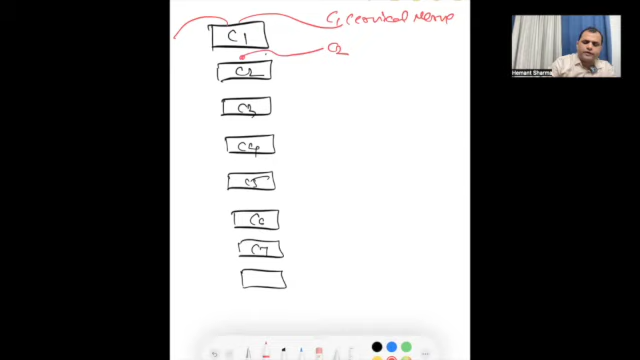 C1 cervical nerve
C1
C2
C2
C3
C4
C5
C6
C7
Hemant Sharma